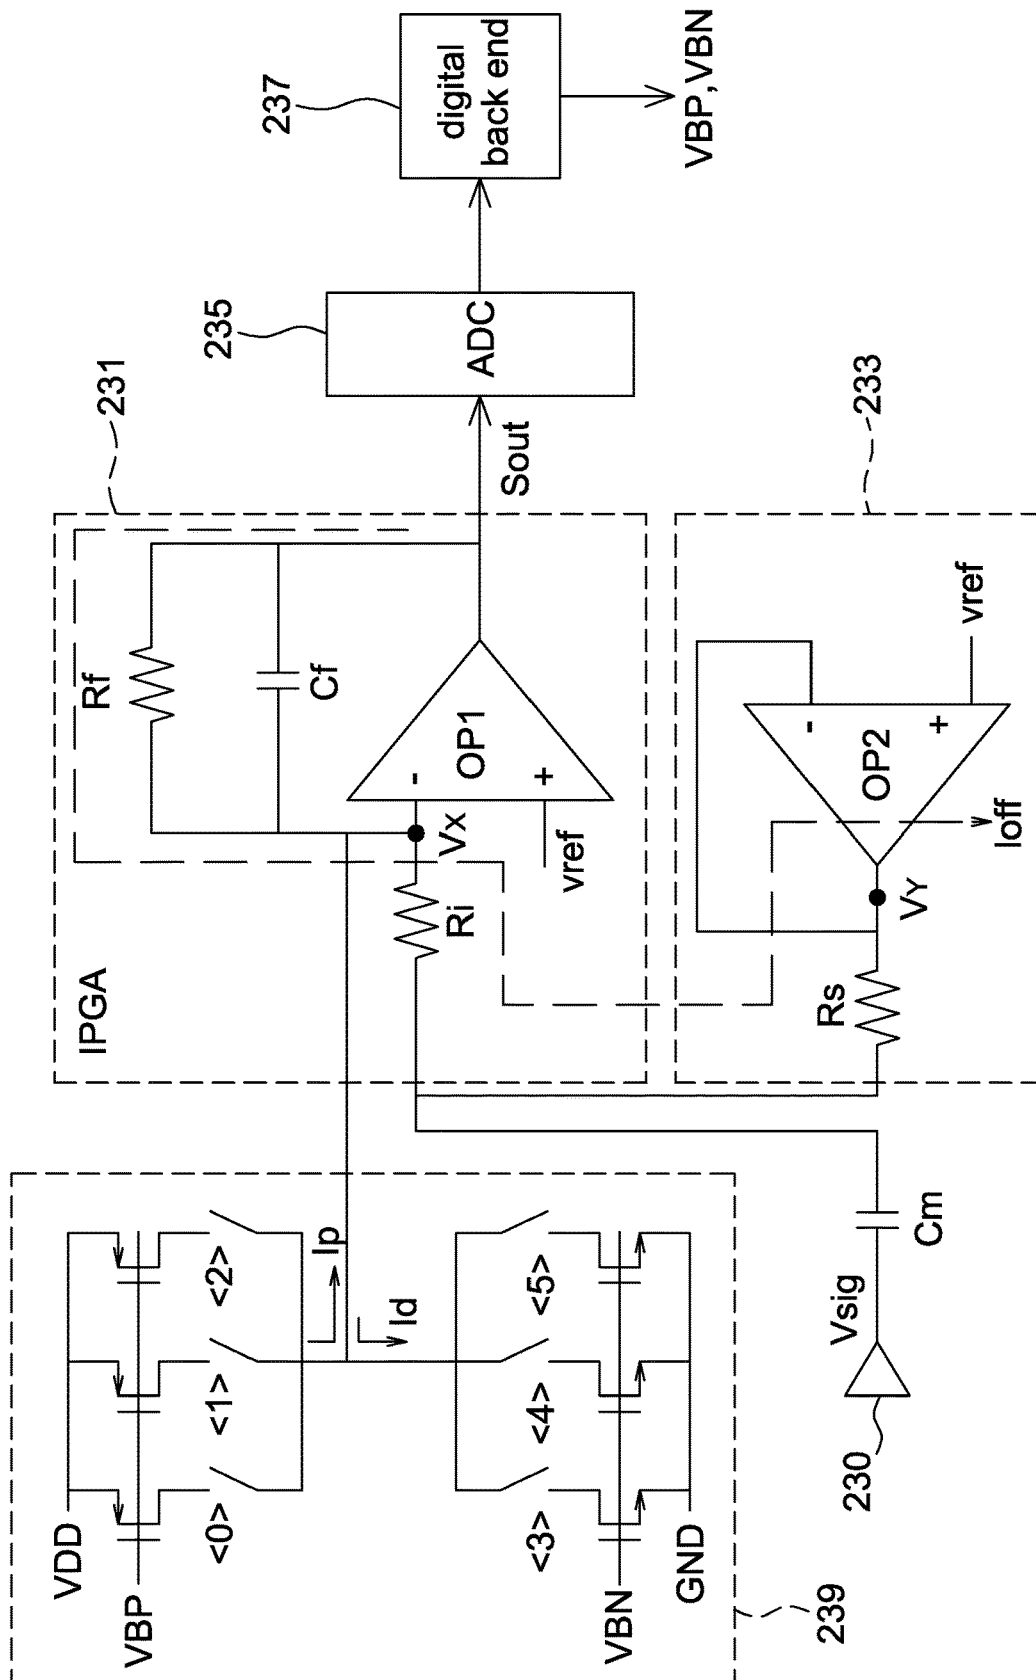 VDD
VBP
<0>
<1>
<2>
Ip
Id
<3>
<4>
<5>
VBN
GND
239
230
Vsig
Cm
IPGA
231
Rf
Cf
Ri
VX
-
+
OP1
vref
Sout
235
ADC
237
digital
back end
VBP, VBN
233
Rs
VY
-
+
OP2
vref
Ioff